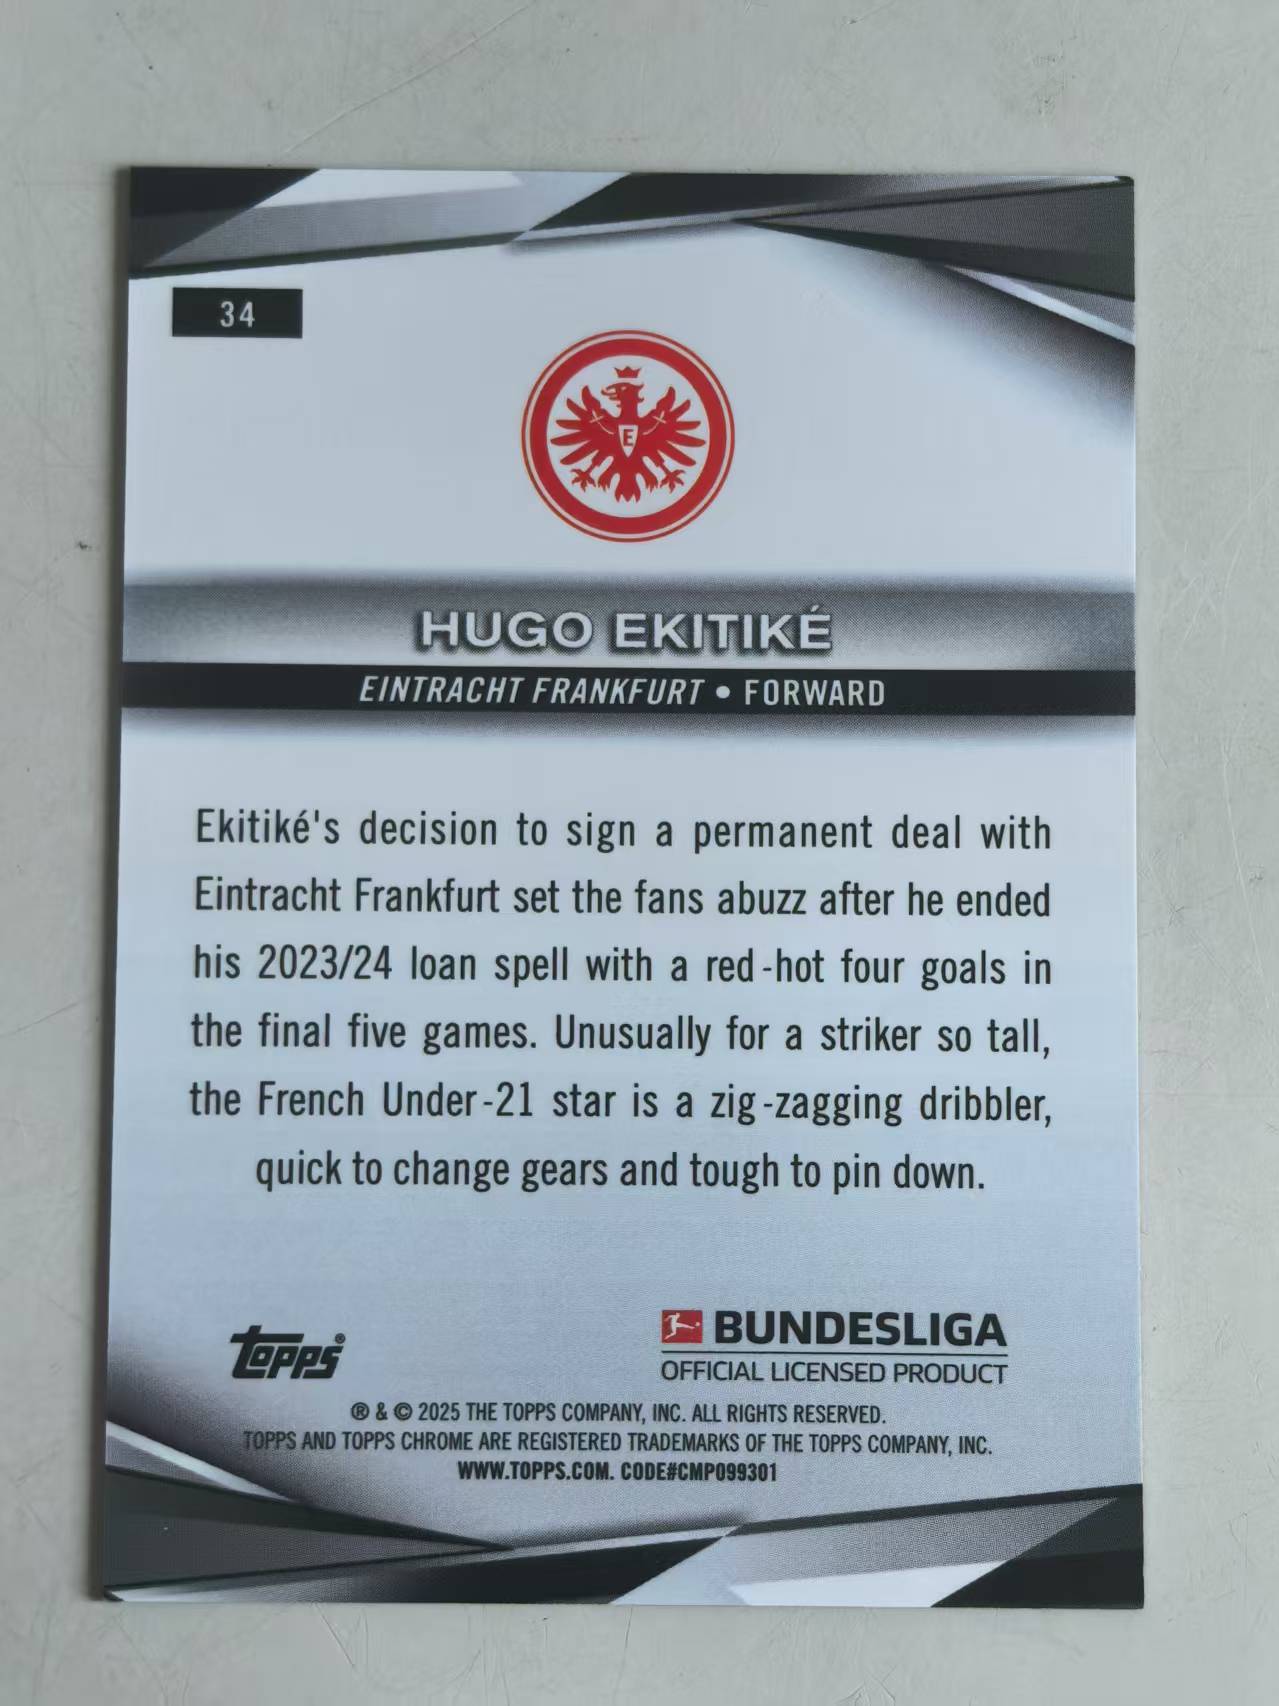 34
E
HUGO EKITIKÉ
EINTRACHT FRANKFURT • FORWARD
Ekitiké's decision to sign a permanent deal with
Eintracht Frankfurt set the fans abuzz after he ended
his 2023/24 loan spell with a red-hot four goals in
the final five games. Unusually for a striker so tall,
the French Under-21 star is a zig-zagging dribbler,
quick to change gears and tough to pin down.
topps®
BUNDESLIGA
OFFICIAL LICENSED PRODUCT
® & © 2025 THE TOPPS COMPANY, INC. ALL RIGHTS RESERVED.
TOPPS AND TOPPS CHROME ARE REGISTERED TRADEMARKS OF THE TOPPS COMPANY, INC.
WWW.TOPPS.COM. CODE#CMP099301